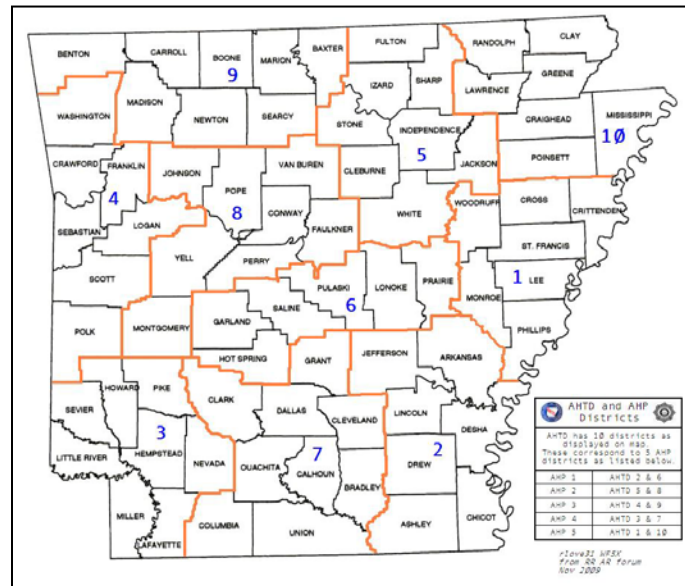 FULTON
RANDOLPH
CLAY
BENTON
CARROLL
BOONE
MARION
BAXTER
9
IZARD
SHARP
LAWRENCE
GREENE
WASHINGTON
MADISON
NEWTON
SEARCY
STONE
INDEPENDENCE
CRAIGHEAD
MISSISSIPPI
10
CRAWFORD
FRANKLIN
JOHNSON
VAN BUREN
CLEBURNE
5
JACKSON
POINSETT
4
POPE
8
CONWAY
FAULKNER
WHITE
WOODRUFF
CROSS
CRITTENDEN
SEBASTIAN
LOGAN
YELL
PERRY
ST. FRANCIS
SCOTT
PULASKI
LONOKE
PRAIRIE
1
LEE
MONROE
6
SALINE
GARLAND
POLK
MONTGOMERY
PHILLIPS
HOT SPRING
GRANT
JEFFERSON
ARKANSAS
HOWARD
PIKE
SEVIER
CLARK
DALLAS
CLEVELAND
LINCOLN
DESHA
3
HEMPSTEAD
LITTLE RIVER
NEVADA
OUACHITA
7
CALHOUN
BRADLEY
2
DREW
MILLER
LAFAYETTE
COLUMBIA
UNION
ASHLEY
CHICOT
AHTD and AHP
Districts
AHTD has 10 districts as
displayed on map.
These correspond to 5 AHP
districts as listed below.
AHP 1 AHTD 2 & 6
AHP 2 AHTD 5 & 8
AHP 3 AHTD 4 & 9
AHP 4 AHTD 3 & 7
AHP 5 AHTD 1 & 10
rlove31 WF5X
from RR AR forum
Nov 2009